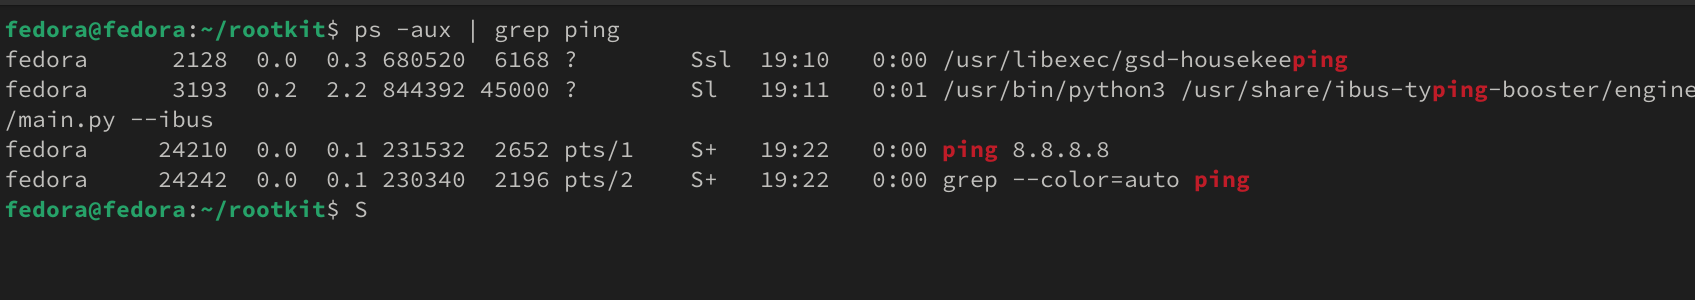 fedora@fedora:~/rootkit$ ps -aux | grep ping
fedora      2128  0.0  0.3 680520  6168 ?        Ssl  19:10   0:00 /usr/libexec/gsd-housekeeping
fedora      3193  0.2  2.2 844392 45000 ?        Sl   19:11   0:01 /usr/bin/python3 /usr/share/ibus-typing-booster/engine
/main.py --ibus
fedora     24210  0.0  0.1 231532  2652 pts/1    S+   19:22   0:00 ping 8.8.8.8
fedora     24242  0.0  0.1 230340  2196 pts/2    S+   19:22   0:00 grep --color=auto ping
fedora@fedora:~/rootkit$ S